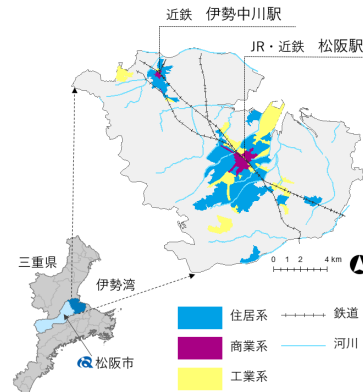 近鉄 伊勢中川駅
JR・近鉄 松阪駅
三重県
伊勢湾
松阪市
0 1 2 4 km
住居系
商業系
工業系
鉄道
河川